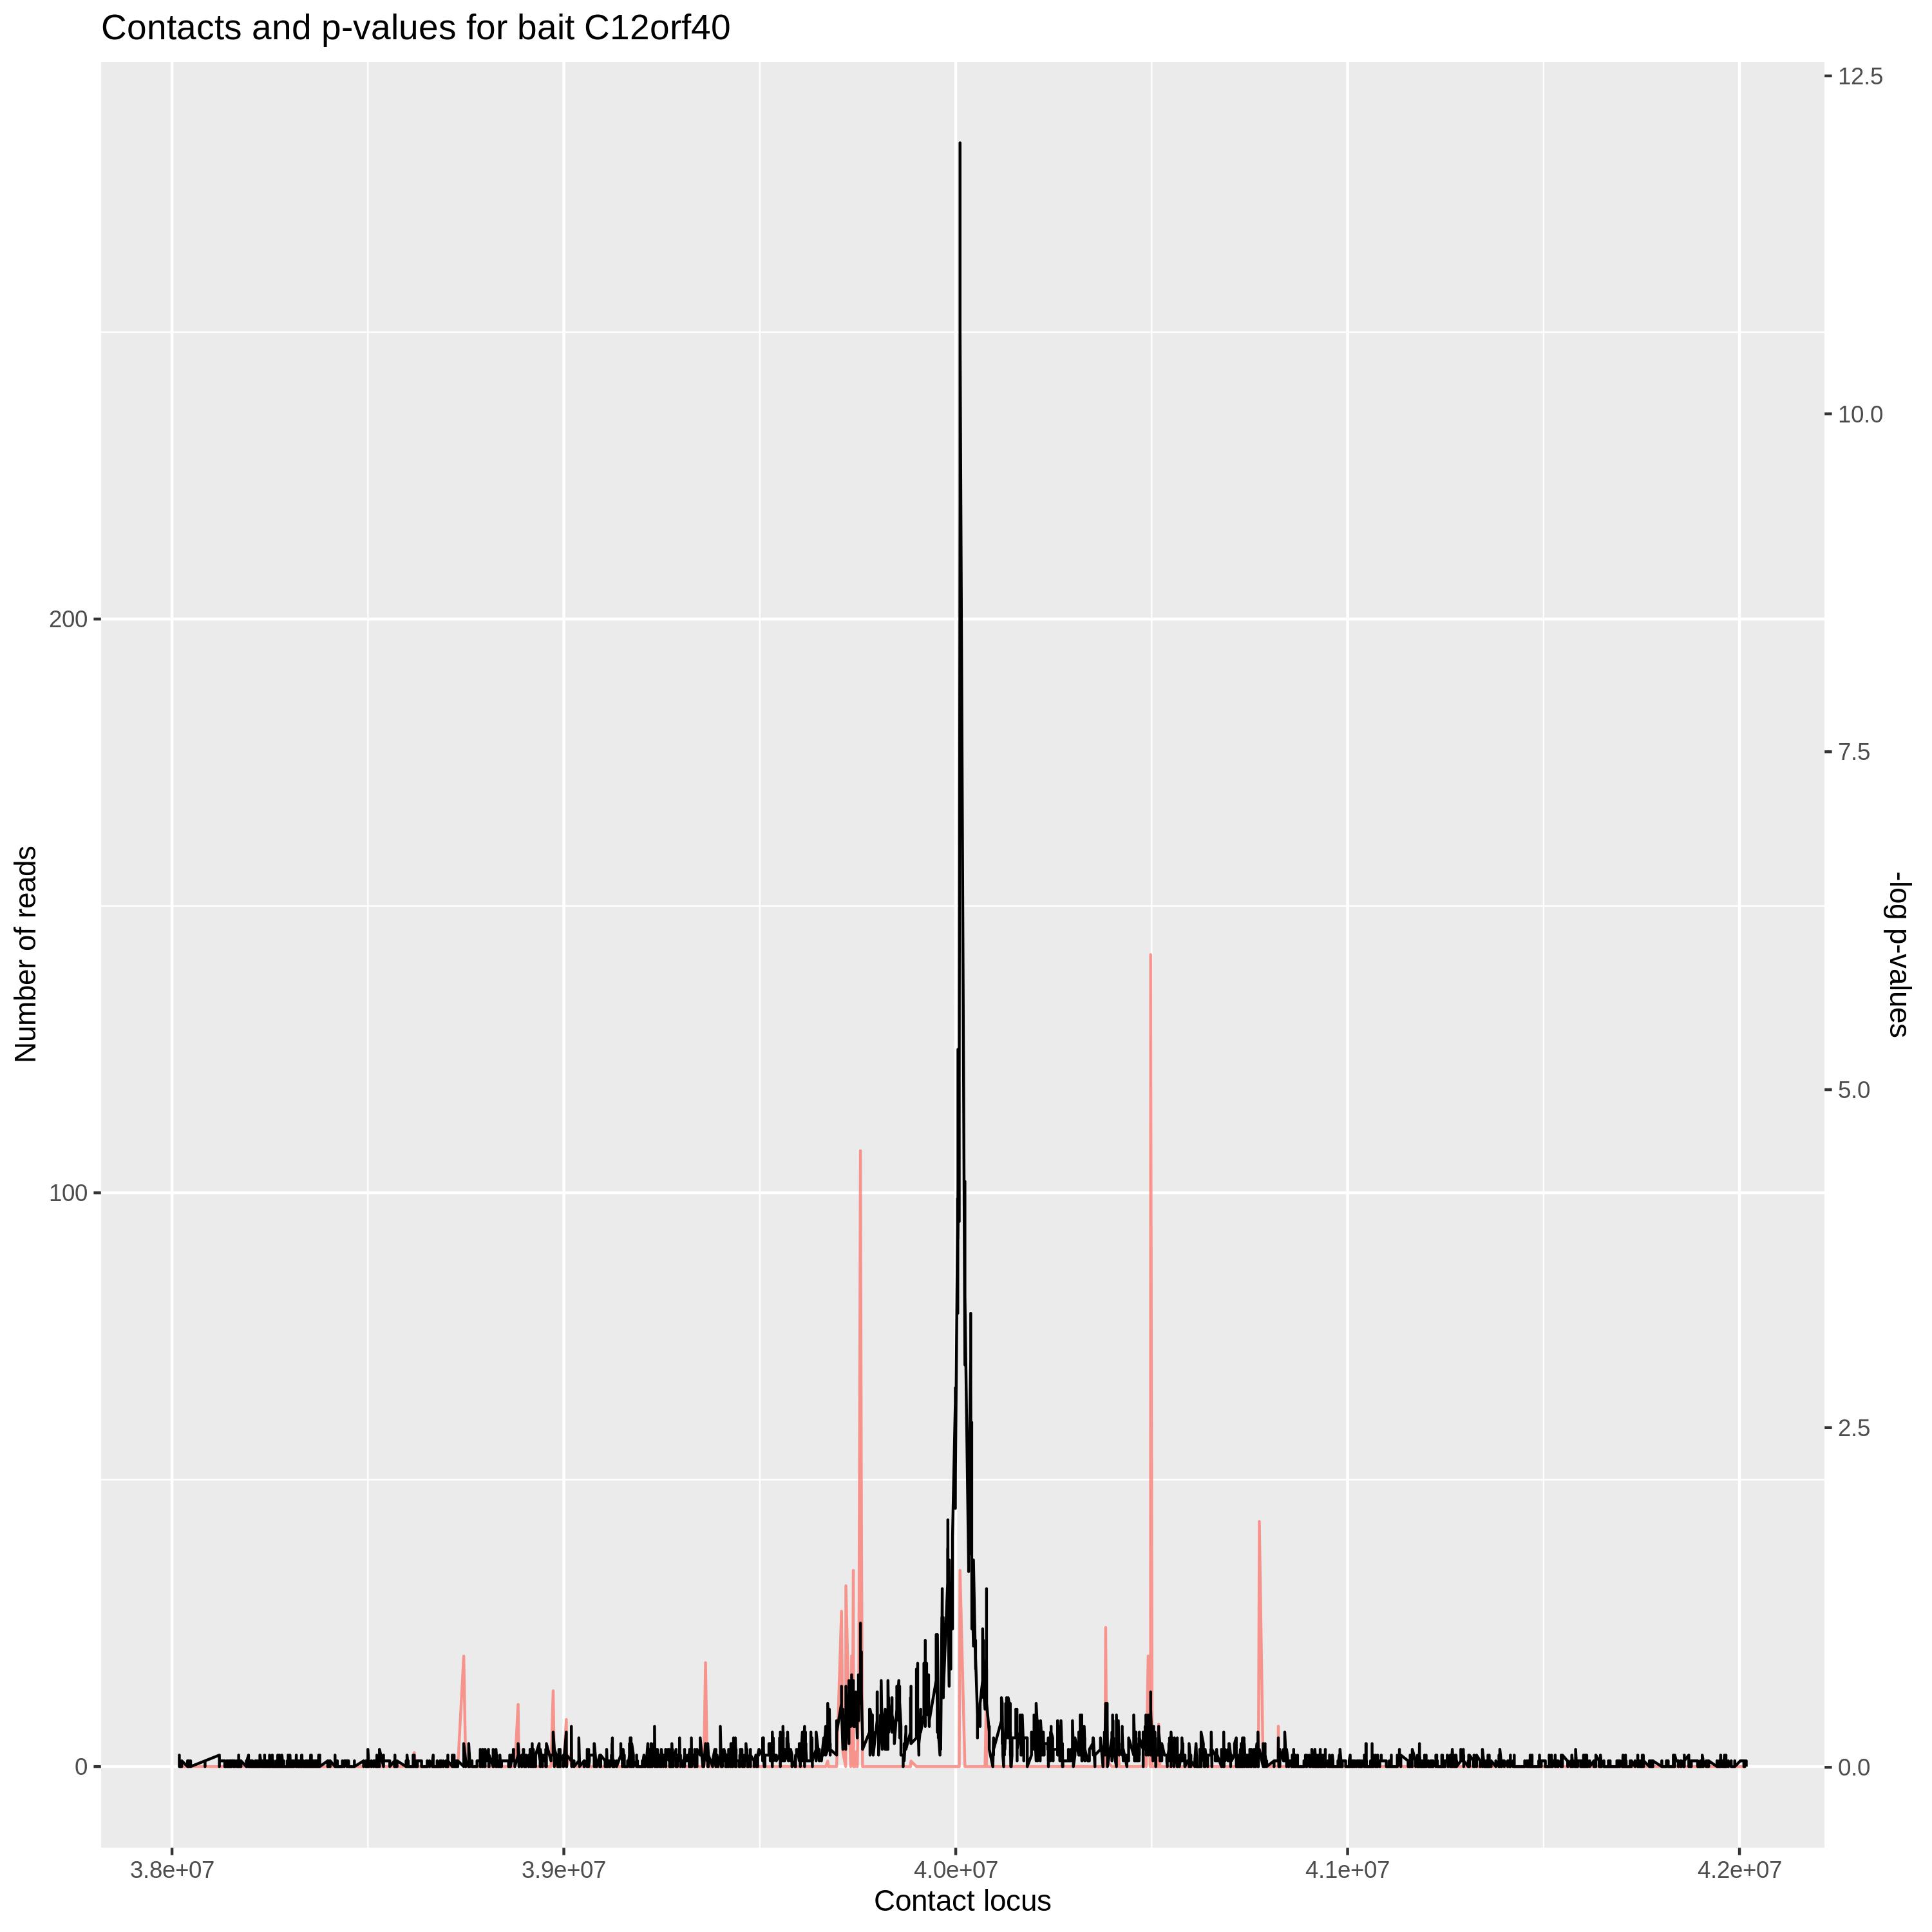 Contacts and p-values for bait C12orf40
Number of reads
200
100
0
12.5
10.0
7.5
5.0
2.5
0.0
-log p-values
3.8e+07
3.9e+07
4.0e+07
4.1e+07
4.2e+07
Contact locus